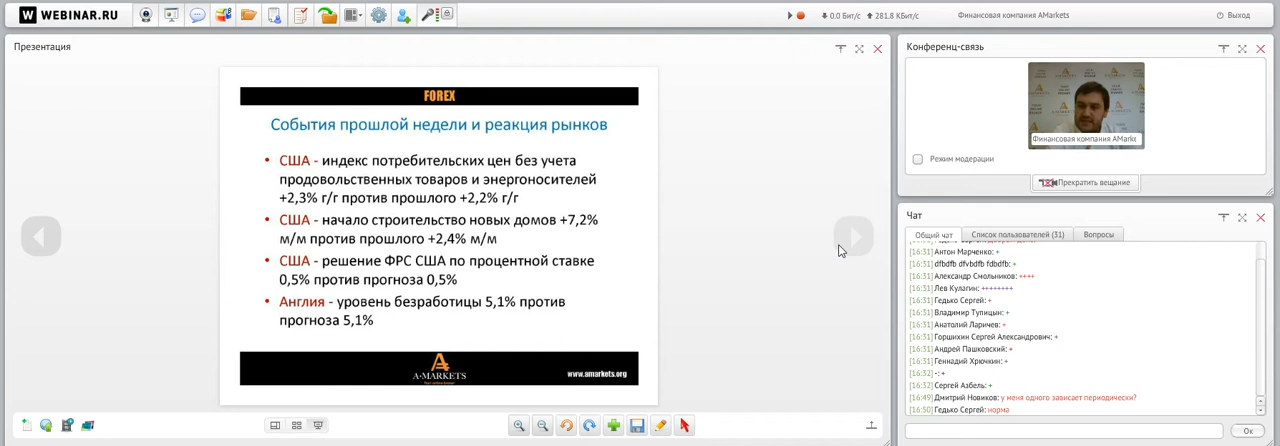 WEBINAR.RU
0.0 Бит/с 281.8 КБит/с
Финансовая компания AMarkets
Выход
Презентация
FOREX
События прошлой недели и реакция рынков
• США - индекс потребительских цен без учета
продовольственных товаров и энергоносителей
+2,3% г/г против прошлого +2,2% г/г
• США - начало строительство новых домов +7,2%
м/м против прошлого +2,4% м/м
• США - решение ФРС США по процентной ставке
0,5% против прогноза 0,5%
• Англия - уровень безработицы 5,1% против
прогноза 5,1%
A-MARKETS
www.amarkets.org
Конференц-связь
Финансовая компания AMarke
Режим модерации
Прекратить вещание
Чат
Общий чат
Список пользователей (31)
Вопросы
[16:31] Антон Марченко: +
[16:31] dfbdfb dfvbdfb fdbdfb: +
[16:31] Александр Смольников: ++++
[16:31] Лев Кулагин: ++++++++
[16:31] Гедько Сергей: +
[16:31] Владимир Тупицын: +
[16:31] Анатолий Ларичев: +
[16:31] Горшихин Сергей Александрович: +
[16:31] Андрей Пашковский: +
[16:31] Геннадий Хрючкин: +
[16:32] -: +
[16:32] Сергей Азбель: +
[16:49] Дмитрий Новиков: у меня одного зависает периодически?
[16:50] Гедько Сергей: норма
Ок